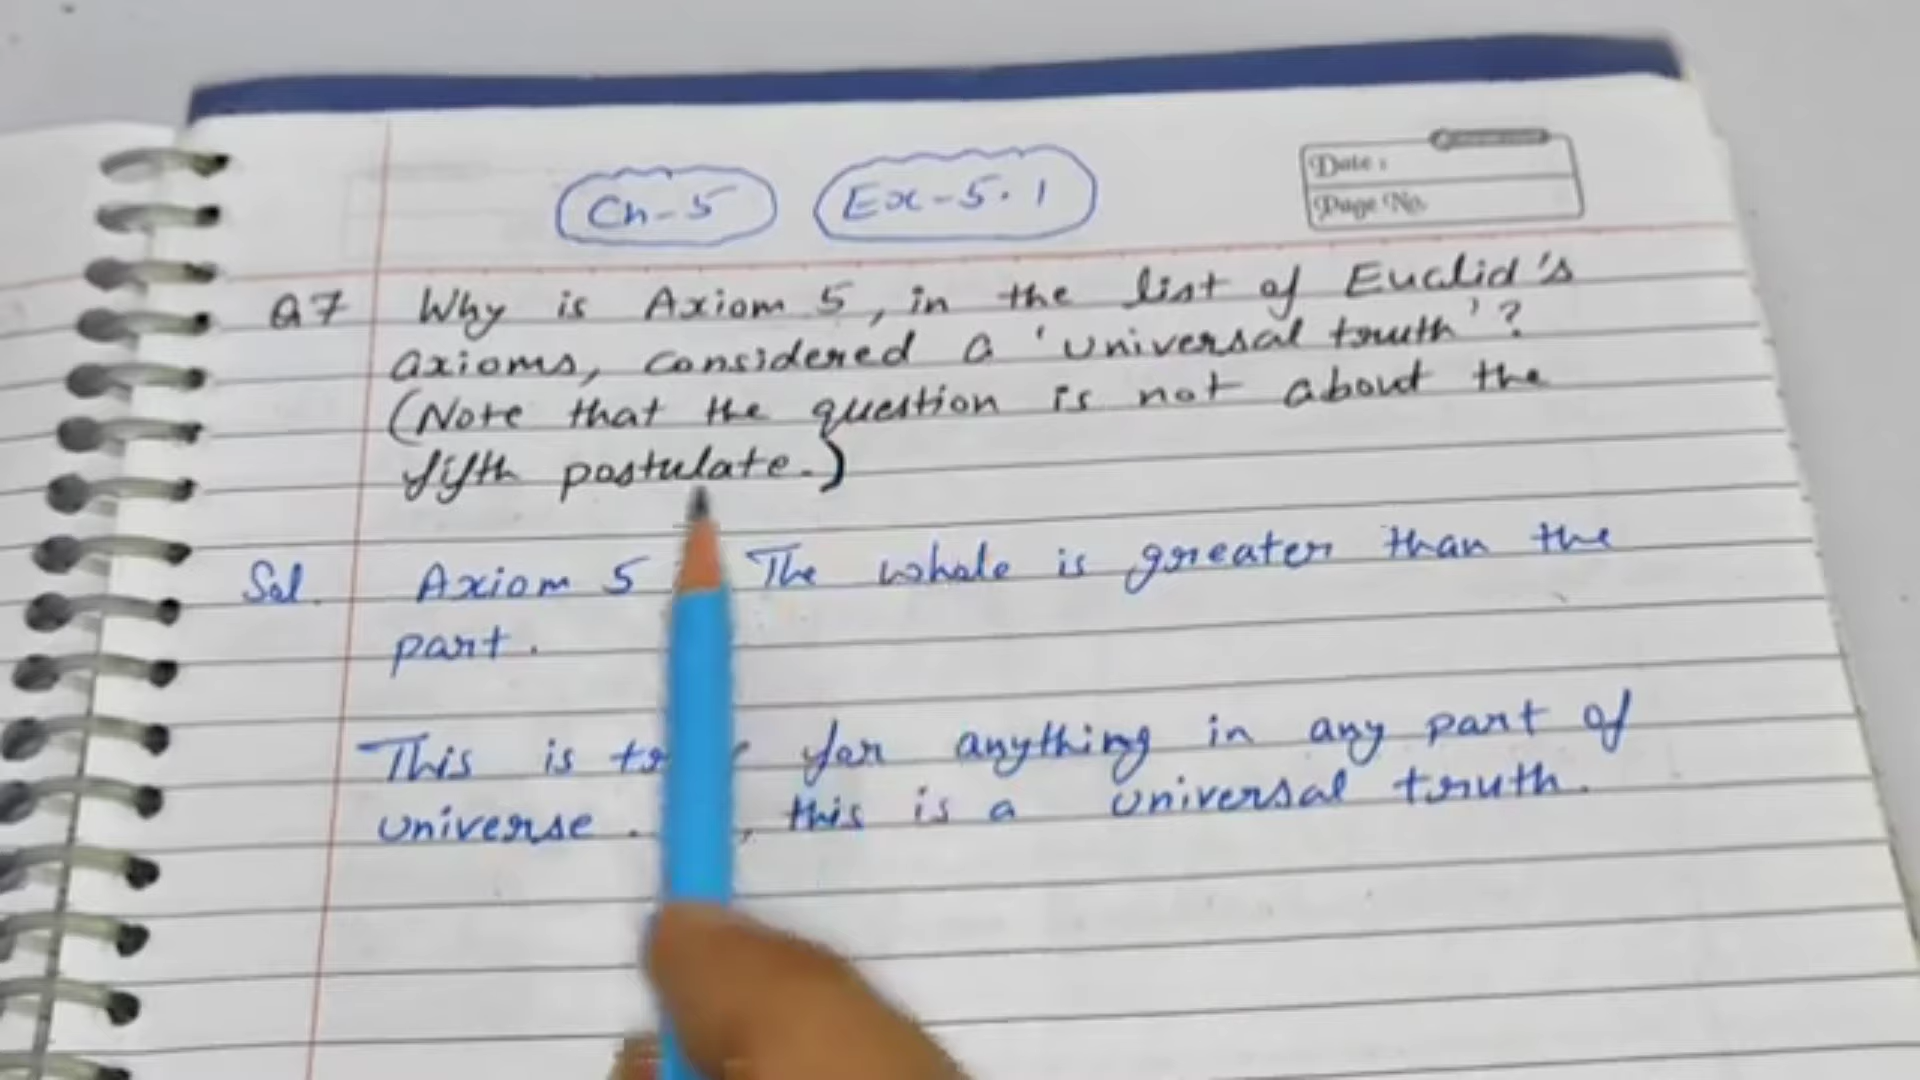 Ch-5 Ex-5.1
Date :
Page No.
Q7 Why is Axiom 5, in the list of Euclid's
axioms, considered a 'universal truth'?
(Note that the question is not about the
fifth postulate.)
Sol. Axiom 5 The whole is greater than the
part.
This is for anything in any part of
universe. , this is a universal truth.